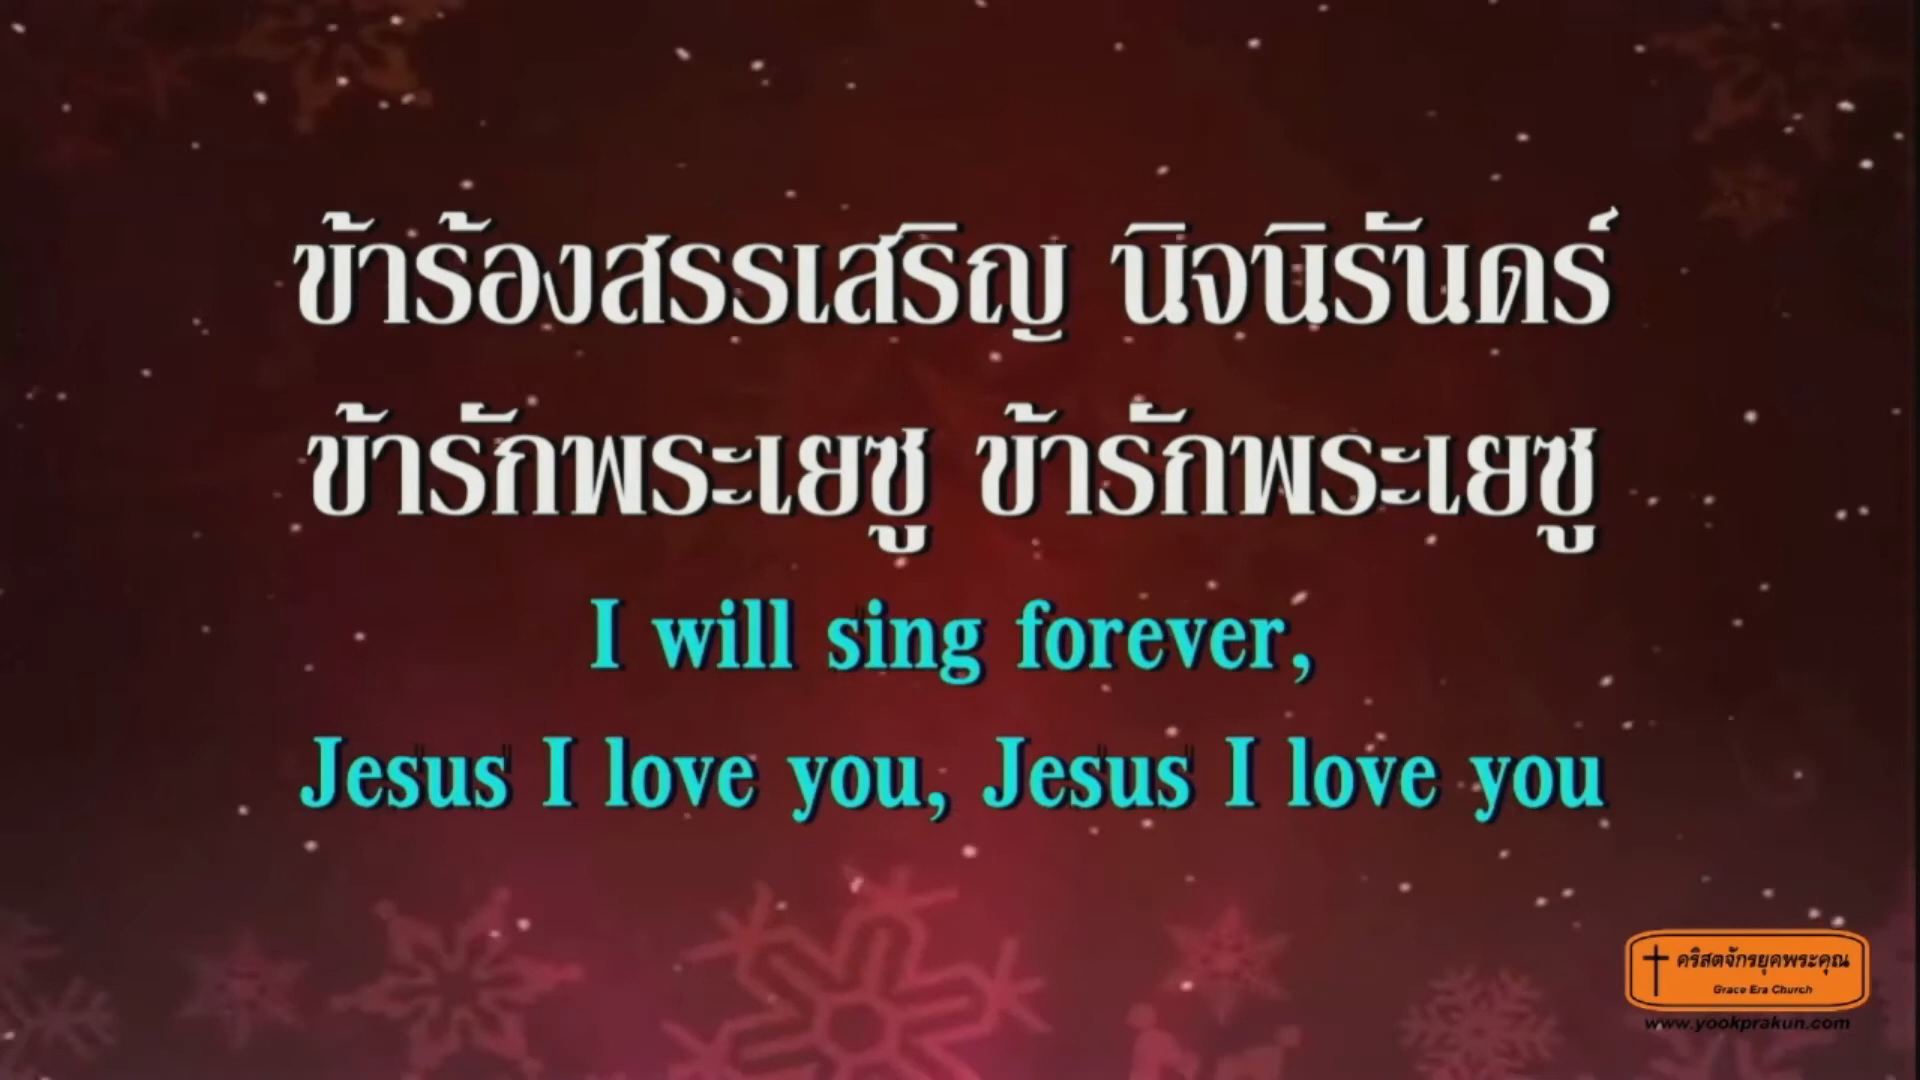 ข้าร้องสรรเสริญ นิจนิรันดร์
ข้ารักพระเยซู ข้ารักพระเยซู
I will sing forever,
Jesus I love you, Jesus I love you
คริสตจักรยุคพระคุณ
Grace Era Church
www.yookprakun.com